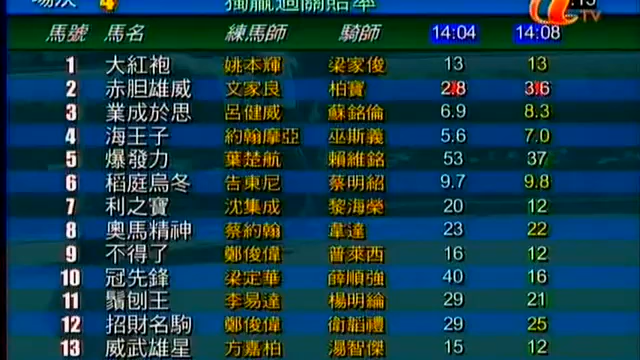 場次 4 獨贏過關賠率 :15
TV
馬號 馬名 練馬師 騎師 14:04 14:08
1 大紅袍 姚本輝 梁家俊 13 13
2 赤胆雄威 文家良 柏寶 2.8 3.6
3 業成於思 呂健威 蘇銘倫 6.9 8.3
4 海王子 約翰摩亞 巫斯義 5.6 7.0
5 爆發力 葉楚航 賴維銘 53 37
6 稻庭烏冬 告東尼 蔡明紹 9.7 9.8
7 利之寶 沈集成 黎海榮 20 12
8 奧馬精神 蔡約翰 韋達 23 22
9 不得了 鄭俊偉 普萊西 16 12
10 冠先鋒 梁定華 薛順強 40 16
11 鬚刨王 李易達 楊明綸 29 21
12 招財名駒 鄭俊偉 衛韜禮 29 25
13 威武雄星 方嘉柏 湯智傑 15 12